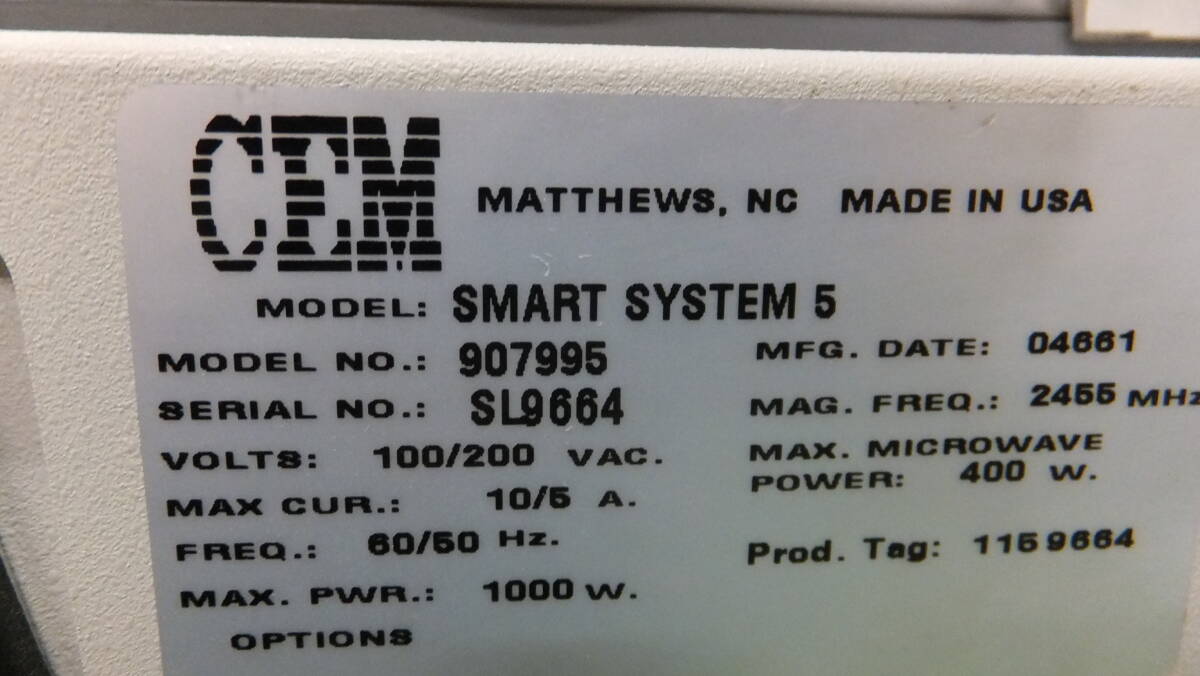 CEM
MATTHEWS, NC MADE IN USA
MODEL: SMART SYSTEM 5
MODEL NO.: 907995
MFG. DATE: 04661
SERIAL NO.: SL9664
MAG. FREQ.: 2455 MHz
VOLTS: 100/200 VAC.
MAX. MICROWAVE
POWER: 400 W.
MAX CUR.: 10/5 A.
FREQ.: 60/50 Hz.
Prod. Tag: 1159664
MAX. PWR.: 1000 W.
OPTIONS